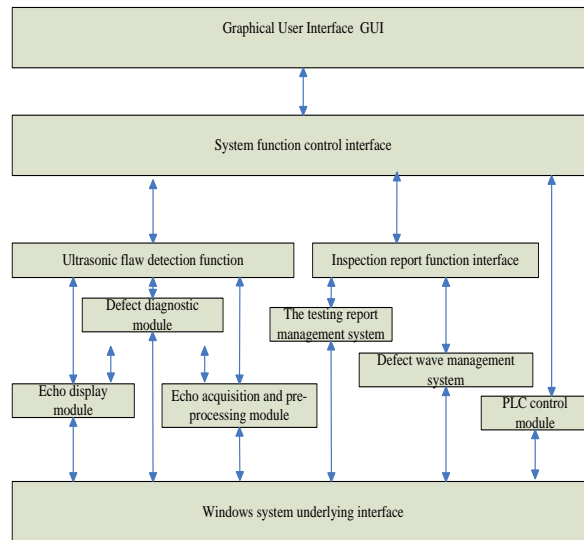 Graphical User Interface GUI
System function control interface
Ultrasonic flaw detection function
Inspection report function interface
Defect diagnostic
module
The testing report
management system
Defect wave management
system
Echo display
module
Echo acquisition and pre-
processing module
PLC control
module
Windows system underlying interface